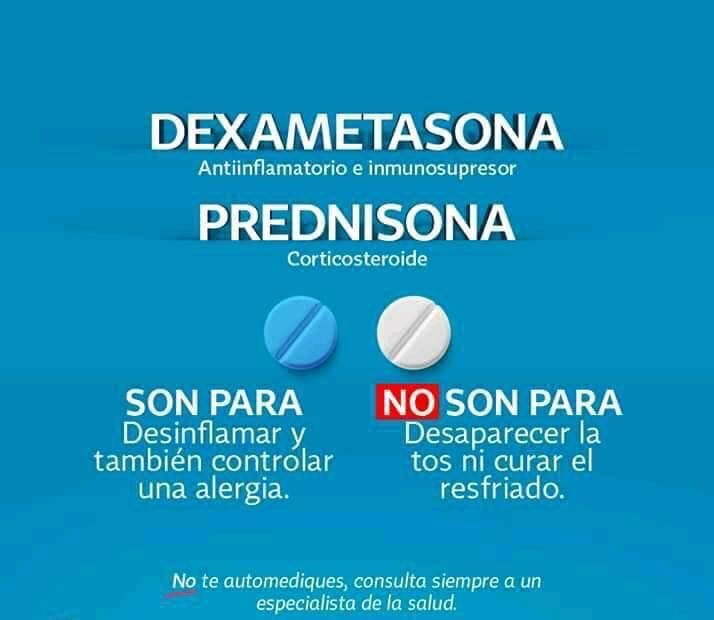 DEXAMETASONA
Antiinflamatorio e inmunosupresor
PREDNISONA
Corticosteroide
SON PARA
Desinflamar y
también controlar
una alergia.
NO SON PARA
Desaparecer la
tos ni curar el
resfriado.
No te automediques, consulta siempre a un
especialista de la salud.